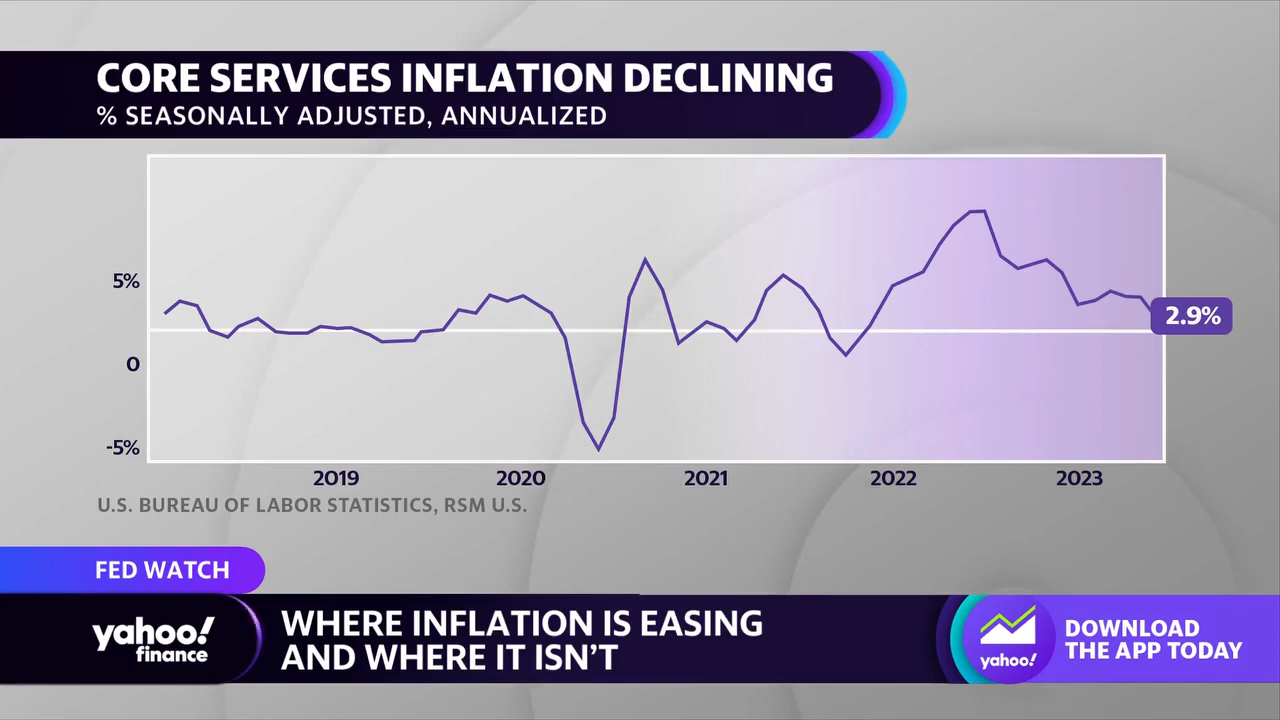 CORE SERVICES INFLATION DECLINING
% SEASONALLY ADJUSTED, ANNUALIZED
5%
0
-5%
2.9%
2019 2020 2021 2022 2023
U.S. BUREAU OF LABOR STATISTICS, RSM U.S.
FED WATCH
yahoo!
finance
WHERE INFLATION IS EASING
AND WHERE IT ISN'T
yahoo!
DOWNLOAD
THE APP TODAY